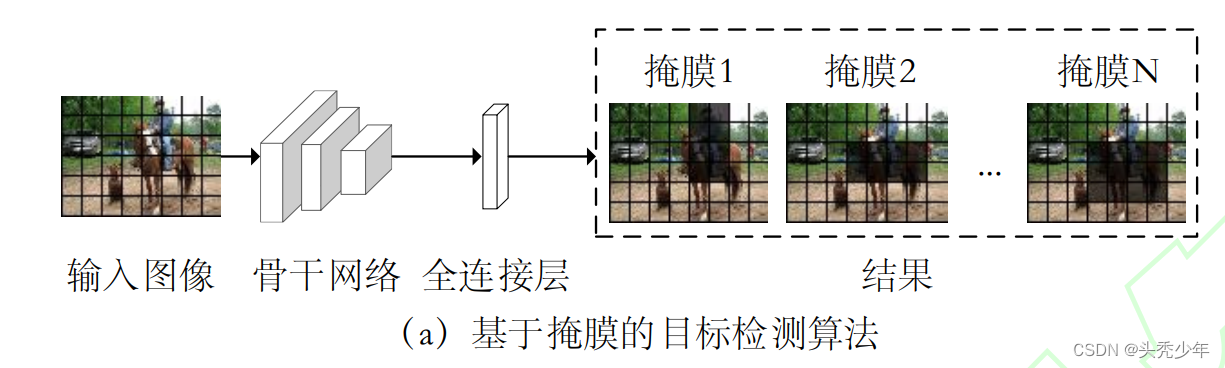 掩膜1 掩膜2 掩膜N
...
输入图像 骨干网络 全连接层 结果
（a）基于掩膜的目标检测算法
CSDN @头秃少年